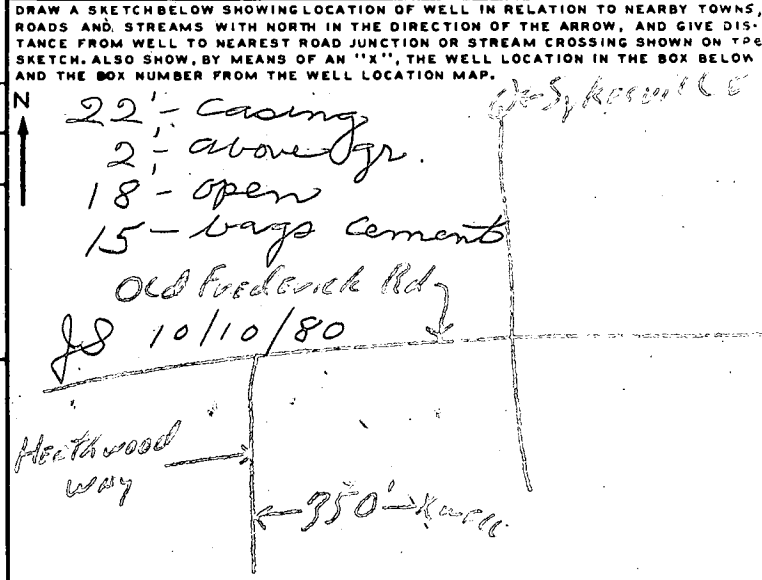 DRAW A SKETCH BELOW SHOWING LOCATION OF WELL IN RELATION TO NEARBY TOWNS,
ROADS AND STREAMS WITH NORTH IN THE DIRECTION OF THE ARROW, AND GIVE DIS-
TANCE FROM WELL TO NEAREST ROAD JUNCTION OR STREAM CROSSING SHOWN ON THE
SKETCH. ALSO SHOW, BY MEANS OF AN "X", THE WELL LOCATION IN THE BOX BELOW
AND THE BOX NUMBER FROM THE WELL LOCATION MAP.
N
Sykesville
22'- Casing
2'- above gr.
18'- open
15 - bags cement
Old Frederick Rd
JS 10/10/80
Heathwood
Way
350' X well